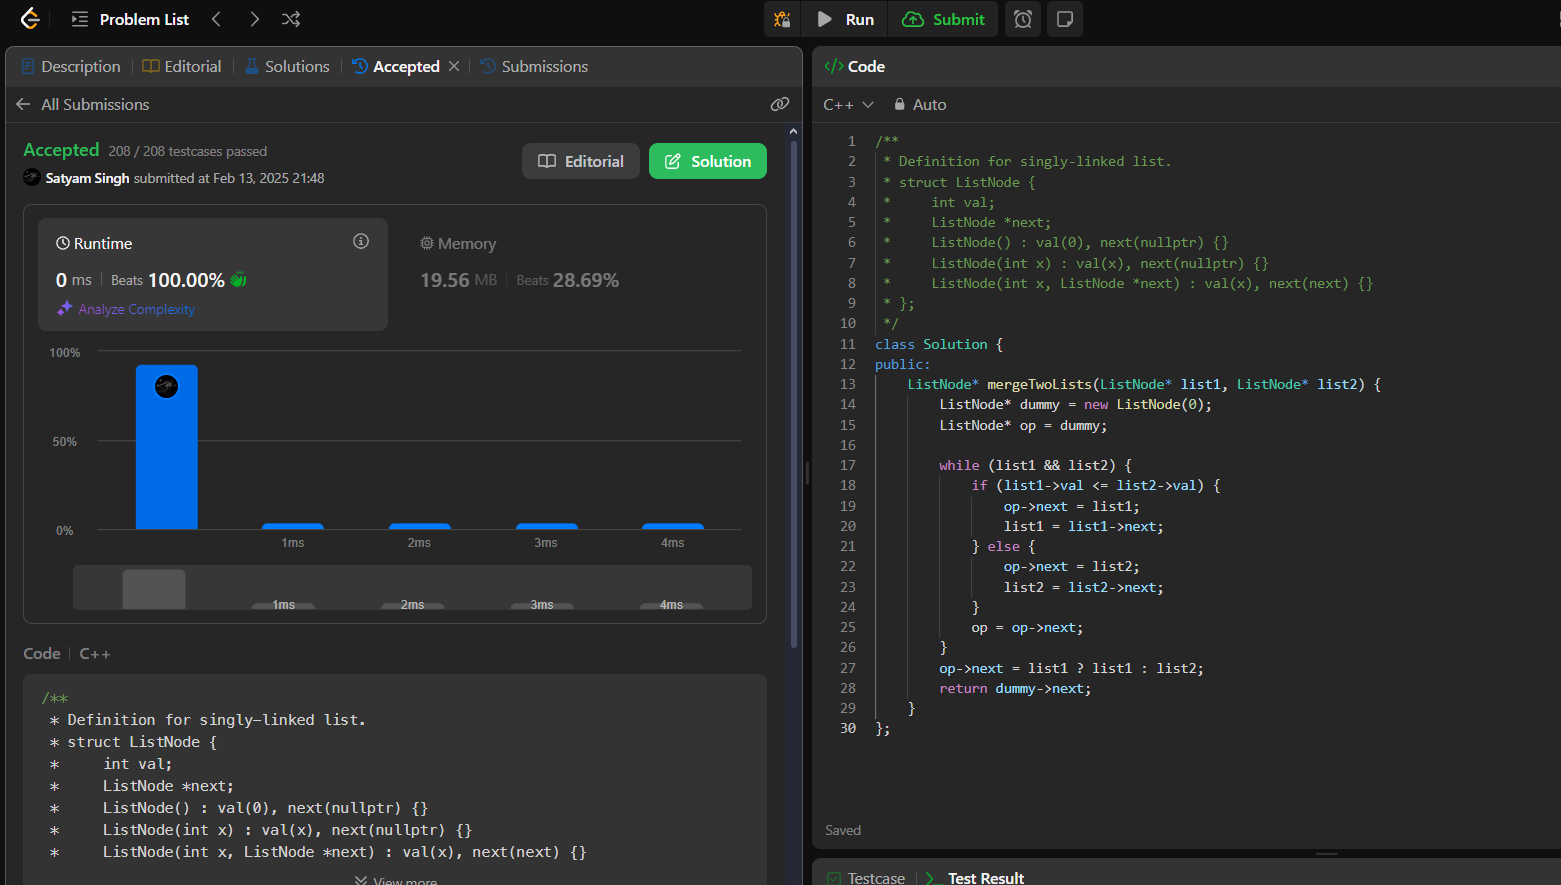 Problem List
Run
Submit
Description
Editorial
Solutions
Accepted
Submissions
All Submissions
Accepted 208 / 208 testcases passed
Satyam Singh submitted at Feb 13, 2025 21:48
Editorial
Solution
Runtime
0 ms Beats 100.00%
Analyze Complexity
Memory
19.56 MB Beats 28.69%
100%
50%
0%
1ms 2ms 3ms 4ms
1ms 2ms 3ms 4ms
Code C++
/**
 * Definition for singly-linked list.
 * struct ListNode {
 *     int val;
 *     ListNode *next;
 *     ListNode() : val(0), next(nullptr) {}
 *     ListNode(int x) : val(x), next(nullptr) {}
 *     ListNode(int x, ListNode *next) : val(x), next(next) {}
View more
</> Code
C++ Auto
1 /**
2  * Definition for singly-linked list.
3  * struct ListNode {
4  *     int val;
5  *     ListNode *next;
6  *     ListNode() : val(0), next(nullptr) {}
7  *     ListNode(int x) : val(x), next(nullptr) {}
8  *     ListNode(int x, ListNode *next) : val(x), next(next) {}
9  * };
10  */
11 class Solution {
12 public:
13     ListNode* mergeTwoLists(ListNode* list1, ListNode* list2) {
14         ListNode* dummy = new ListNode(0);
15         ListNode* op = dummy;
16
17         while (list1 && list2) {
18             if (list1->val <= list2->val) {
19                 op->next = list1;
20                 list1 = list1->next;
21             } else {
22                 op->next = list2;
23                 list2 = list2->next;
24             }
25             op = op->next;
26         }
27         op->next = list1 ? list1 : list2;
28         return dummy->next;
29     }
30 };
Saved
Testcase
Test Result